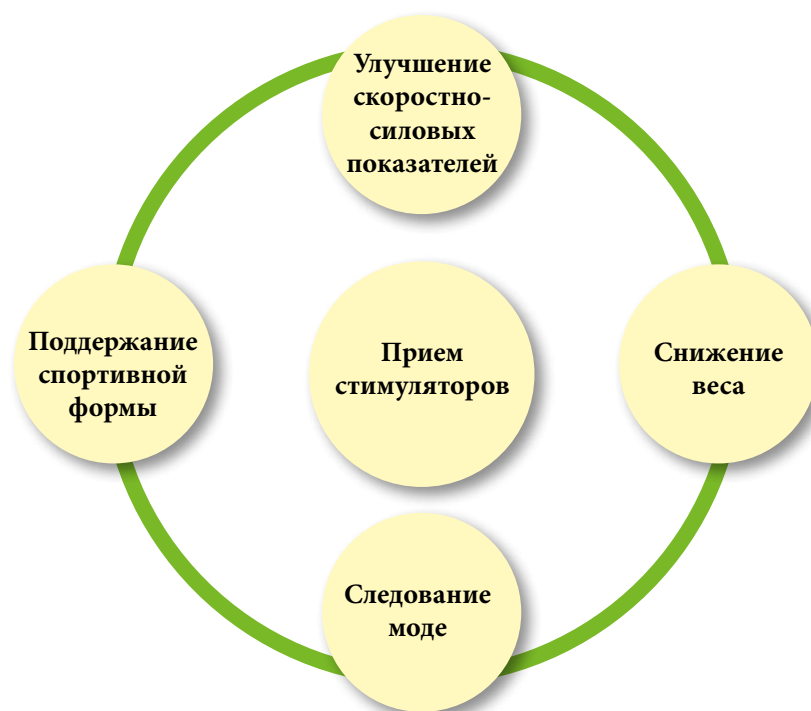 Улучшение
скоростно-
силовых
показателей
Поддержание
спортивной
формы
Прием
стимуляторов
Снижение
веса
Следование
моде